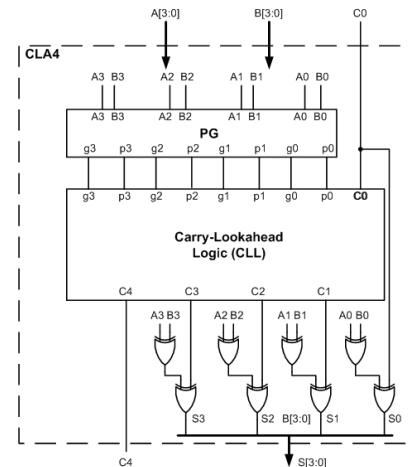 A[3:0] B[3:0] C0
CLA4
A3 B3 A2 B2 A1 B1 A0 B0
A3 B3 A2 B2 A1 B1 A0 B0
PG
g3 p3 g2 p2 g1 p1 g0 p0
g3 p3 g2 p2 g1 p1 g0 p0 C0
Carry-Lookahead
Logic (CLL)
C4 C3 C2 C1
A3 B3 A2 B2 A1 B1 A0 B0
S3 S2 B[3:0] S1 S0
C4 S[3:0]